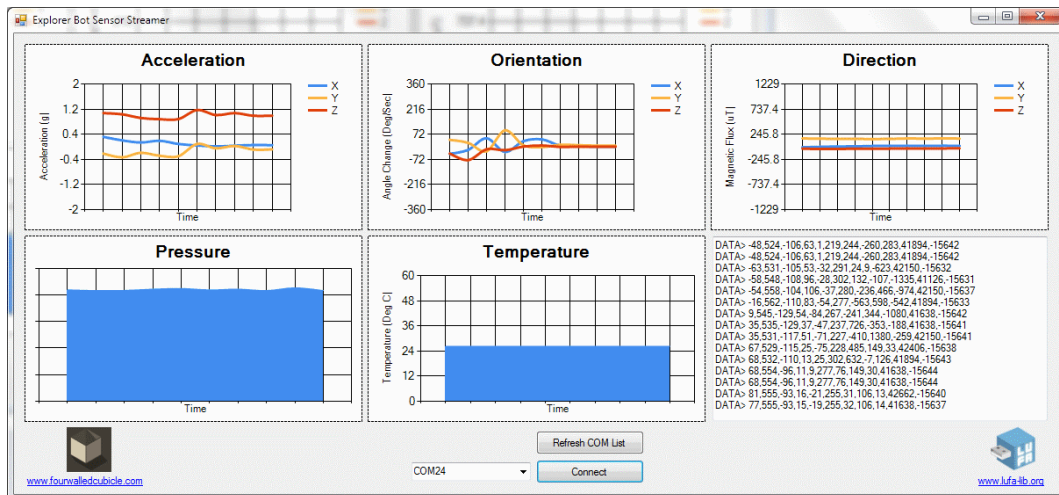 Explorer Bot Sensor Streamer
Acceleration
Acceleration [g]
2
1.2
0.4
-0.4
-1.2
-2
Time
X
Y
Z
Orientation
Angle Change [Deg/Sec]
360
216
72
-72
-216
-360
Time
X
Y
Z
Direction
Magnetic Flux (uT)
1229
737.4
245.8
-245.8
-737.4
-1229
Time
X
Y
Z
Pressure
Time
Temperature
Temperature [Deg C]
60
48
36
24
12
0
Time
DATA> -48,524,-106,63,1,219,244,-260,283,41894,-15642
DATA> -48,524,-106,63,1,219,244,-260,283,41894,-15642
DATA> -63,531,-105,53,-32,291,24,9,-623,42150,-15632
DATA> -58,548,-108,96,-28,302,132,-107,-1335,41126,-15631
DATA> -54,558,-104,106,-37,280,-236,466,-974,42150,-15637
DATA> -16,562,-110,83,-54,277,-563,598,-542,41894,-15633
DATA> 9,545,-129,54,-84,267,-241,344,-1080,41638,-15642
DATA> 35,535,-129,37,-47,237,726,-353,-188,41638,-15641
DATA> 35,531,-117,51,-71,227,-410,1380,-259,42150,-15641
DATA> 67,529,-115,25,-75,228,485,149,33,42406,-15638
DATA> 68,532,-110,13,25,302,632,-7,126,41894,-15643
DATA> 68,554,-96,11,9,277,76,149,30,41638,-15644
DATA> 68,554,-96,11,9,277,76,149,30,41638,-15644
DATA> 81,555,-93,16,-21,255,31,106,13,42662,-15640
DATA> 77,555,-93,15,-19,255,32,106,14,41638,-15637
Refresh COM List
COM24
Connect
www.fourwalledcubicle.com
www.lufa-lib.org